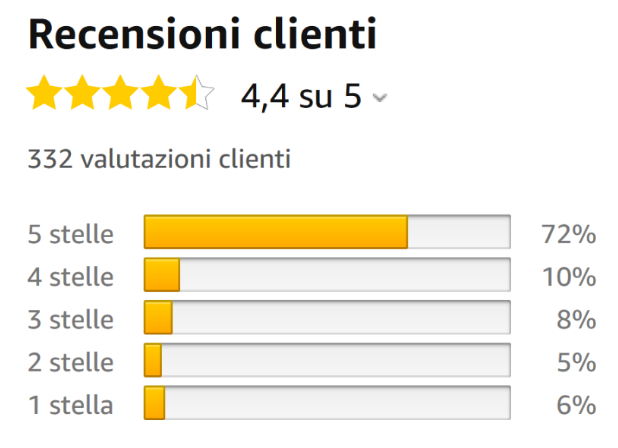 Recensioni clienti
4,4 su 5
332 valutazioni clienti
5 stelle 72%
4 stelle 10%
3 stelle 8%
2 stelle 5%
1 stella 6%